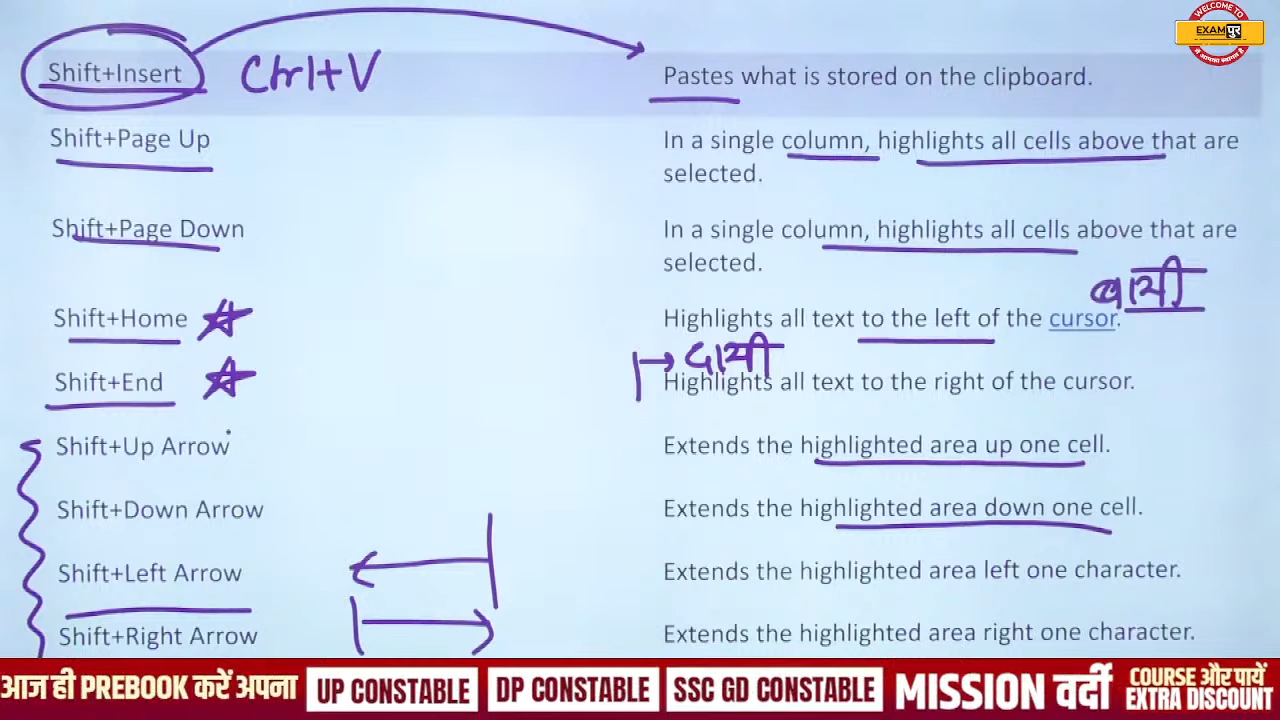 WELCOME TO
EXAMपुर
में आपका स्वागत है
Shift+Insert Ctrl+V Pastes what is stored on the clipboard.
Shift+Page Up In a single column, highlights all cells above that are
selected.
Shift+Page Down In a single column, highlights all cells above that are
selected.
बायी
Shift+Home Highlights all text to the left of the cursor.
दायी
Shift+End Highlights all text to the right of the cursor.
Shift+Up Arrow Extends the highlighted area up one cell.
Shift+Down Arrow Extends the highlighted area down one cell.
Shift+Left Arrow Extends the highlighted area left one character.
Shift+Right Arrow Extends the highlighted area right one character.
आज ही PREBOOK करें अपना UP CONSTABLE DP CONSTABLE SSC GD CONSTABLE MISSION वर्दी COURSE और पायें
EXTRA DISCOUNT